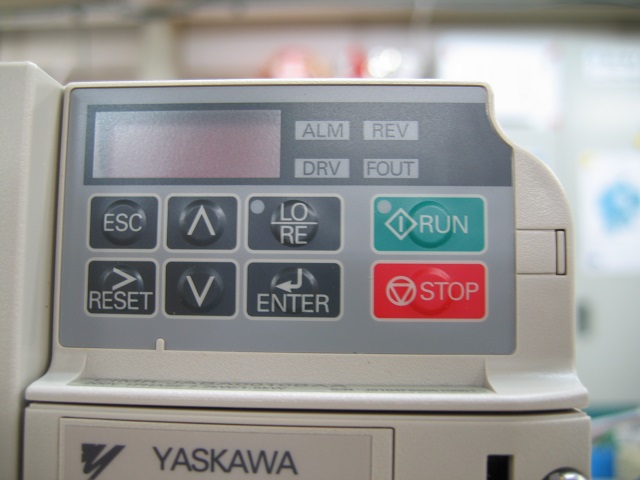 ALM REV
DRV FOUT
ESC LO RE RUN
RESET ENTER STOP
YASKAWA